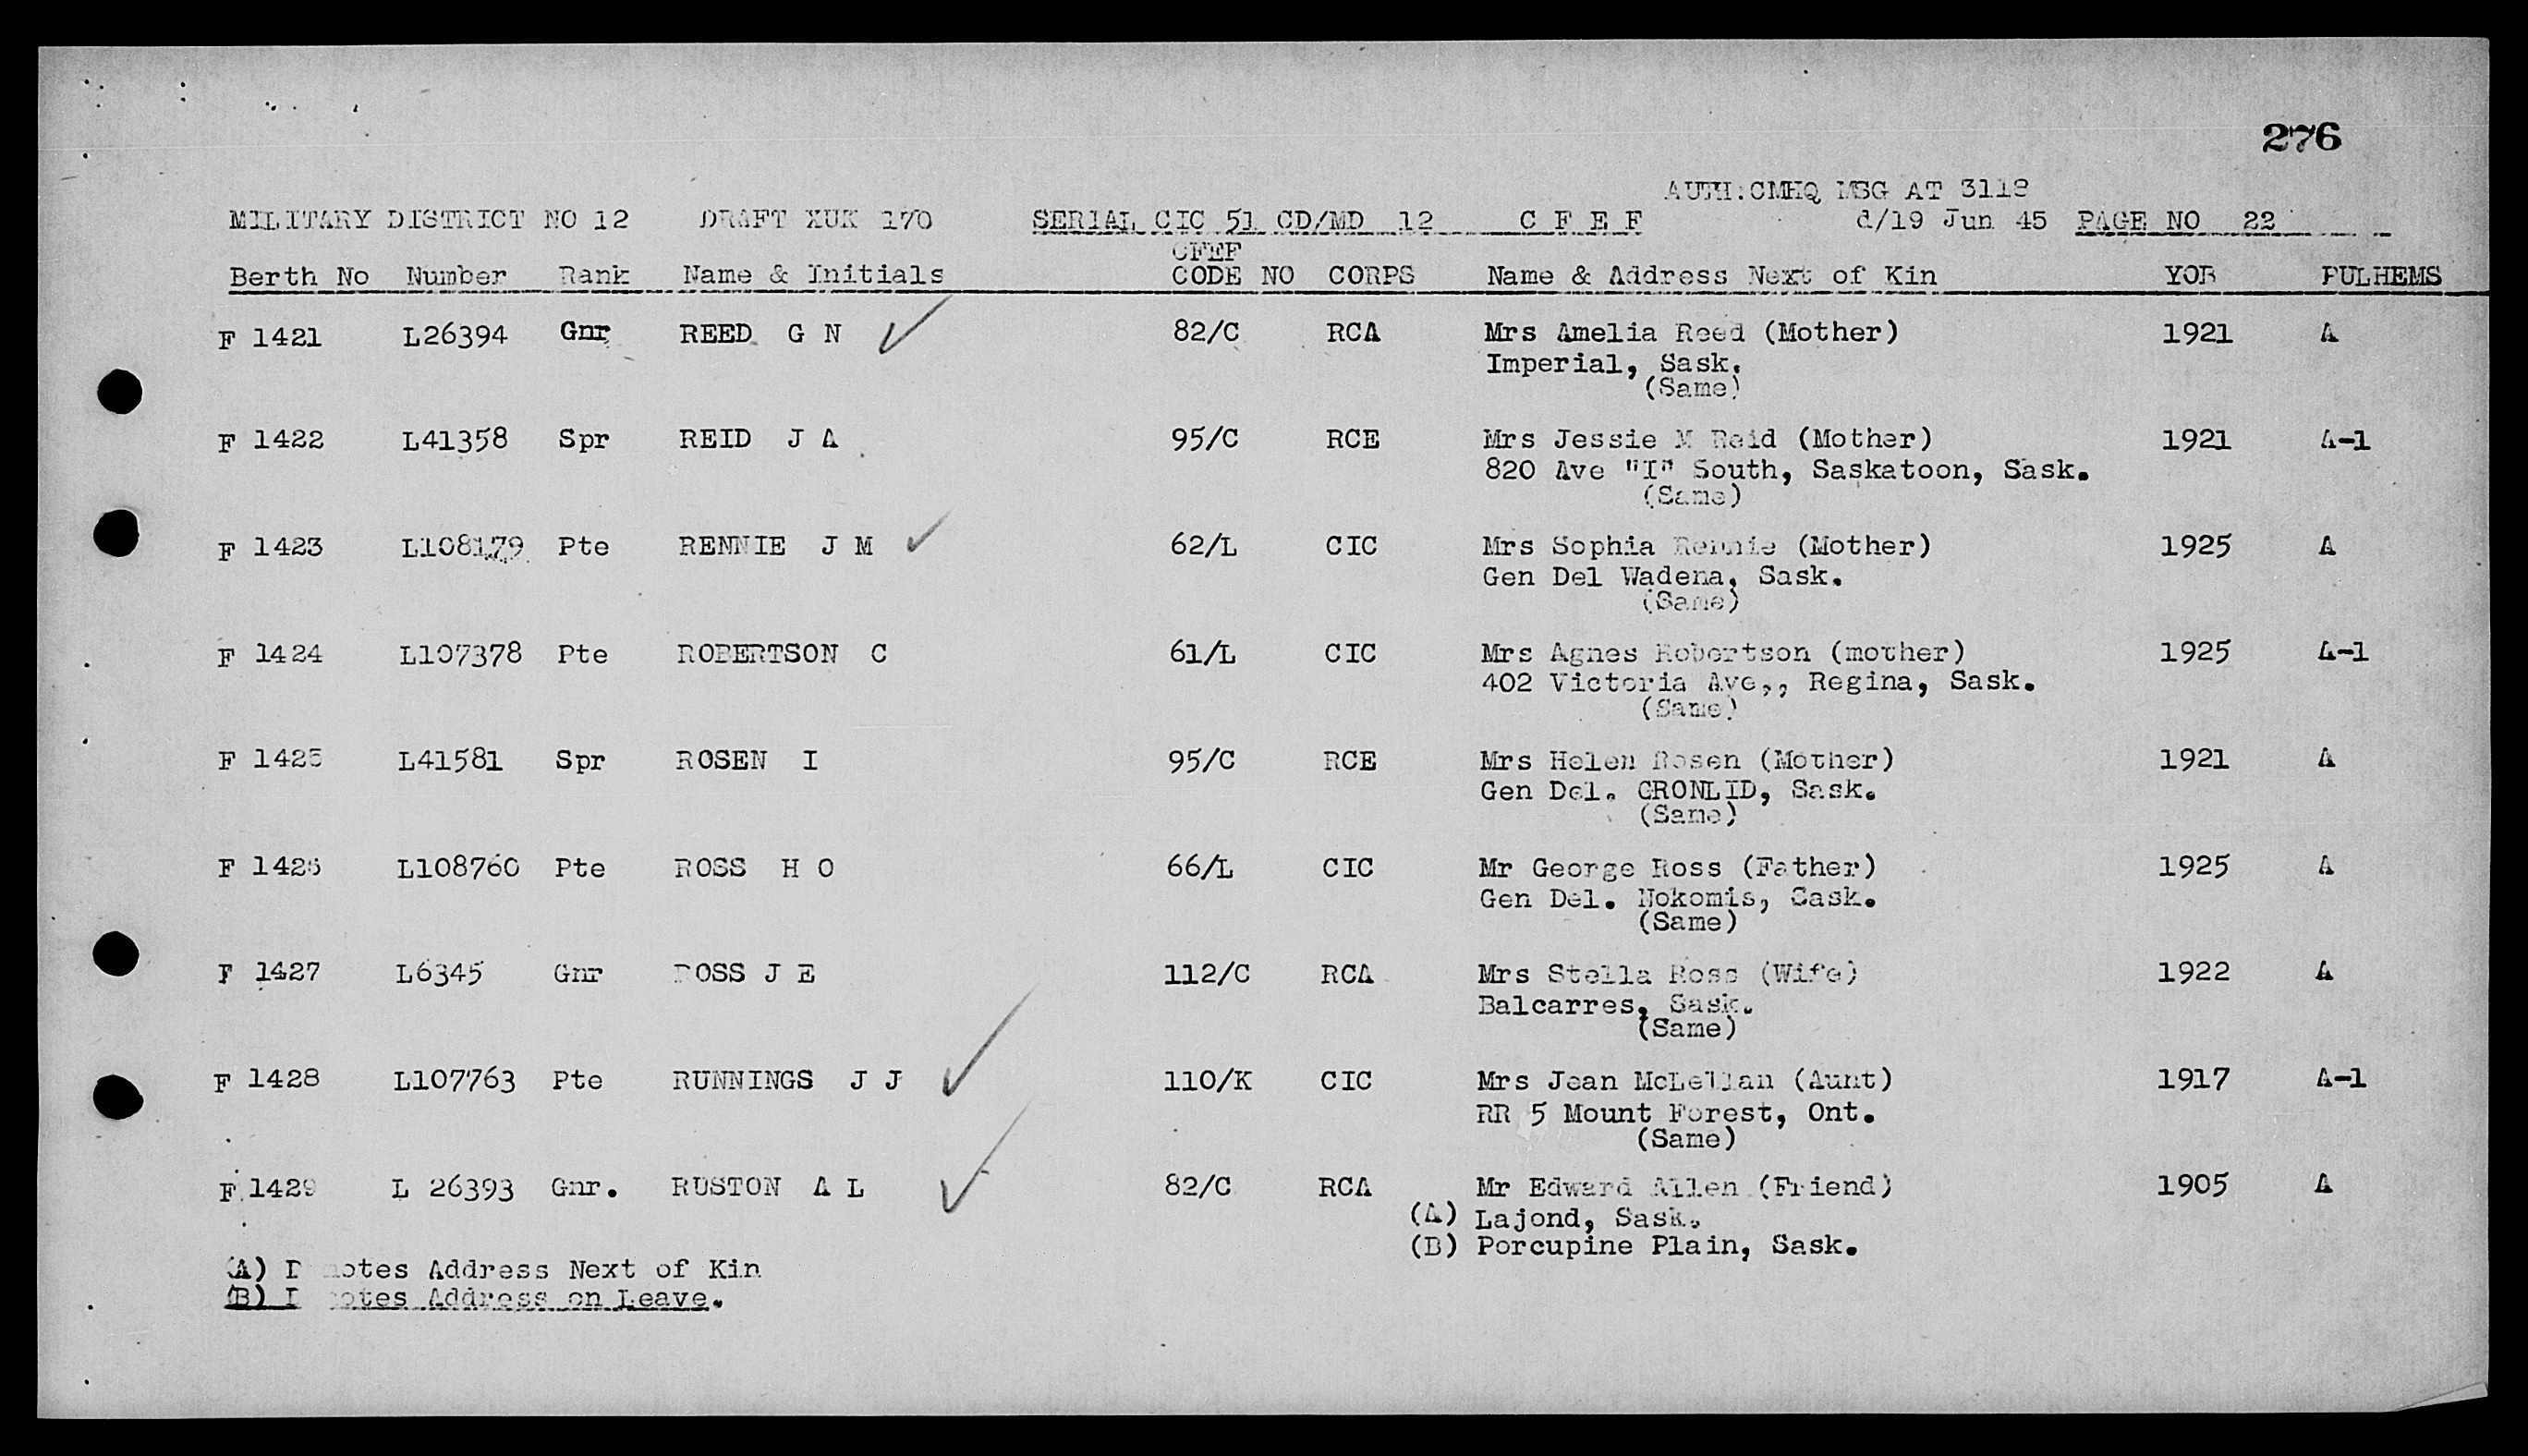 276
AUTH:CMHQ MSG AT 3118
MILITARY DISTRICT NO 12 DRAFT XUK 170 SERIAL CIC 51 CD/MD 12 C F E F d/19 Jun 45 PAGE NO 22
CFEF
Berth No Number Rank Name & Initials CODE NO CORPS Name & Address Next of Kin YOB PULHEMS
F 1421 L26394 Gnr REED G N 82/C RCA Mrs Amelia Reed (Mother) 1921 A
Imperial, Sask.
(Same)
F 1422 L41358 Spr REID J A 95/C RCE Mrs Jessie M Reid (Mother) 1921 A-1
820 Ave "I" South, Saskatoon, Sask.
(Same)
F 1423 L108179 Pte RENNIE J M 62/L CIC Mrs Sophia Rennie (Mother) 1925 A
Gen Del Wadena, Sask.
(Same)
F 1424 L107378 Pte ROBERTSON C 61/L CIC Mrs Agnes Robertson (mother) 1925 A-1
402 Victoria Ave,, Regina, Sask.
(Same)
F 1425 L41581 Spr ROSEN I 95/C RCE Mrs Helen Rosen (Mother) 1921 A
Gen Del. GRONLID, Sask.
(Same)
F 1426 L108760 Pte ROSS H O 66/L CIC Mr George Ross (Father) 1925 A
Gen Del. Nokomis, Sask.
(Same)
F 1427 L6345 Gnr ROSS J E 112/C RCA Mrs Stella Ross (Wife) 1922 A
Balcarres, Sask.
(Same)
F 1428 L107763 Pte RUNNINGS J J 110/K CIC Mrs Jean McLellan (Aunt) 1917 A-1
RR 5 Mount Forest, Ont.
(Same)
F 1429 L 26393 Gnr. RUSTON A L 82/C RCA Mr Edward Allen (Friend) 1905 A
(A) Lajond, Sask.
(B) Porcupine Plain, Sask.
(A) Denotes Address Next of Kin
(B) Denotes Address on Leave.